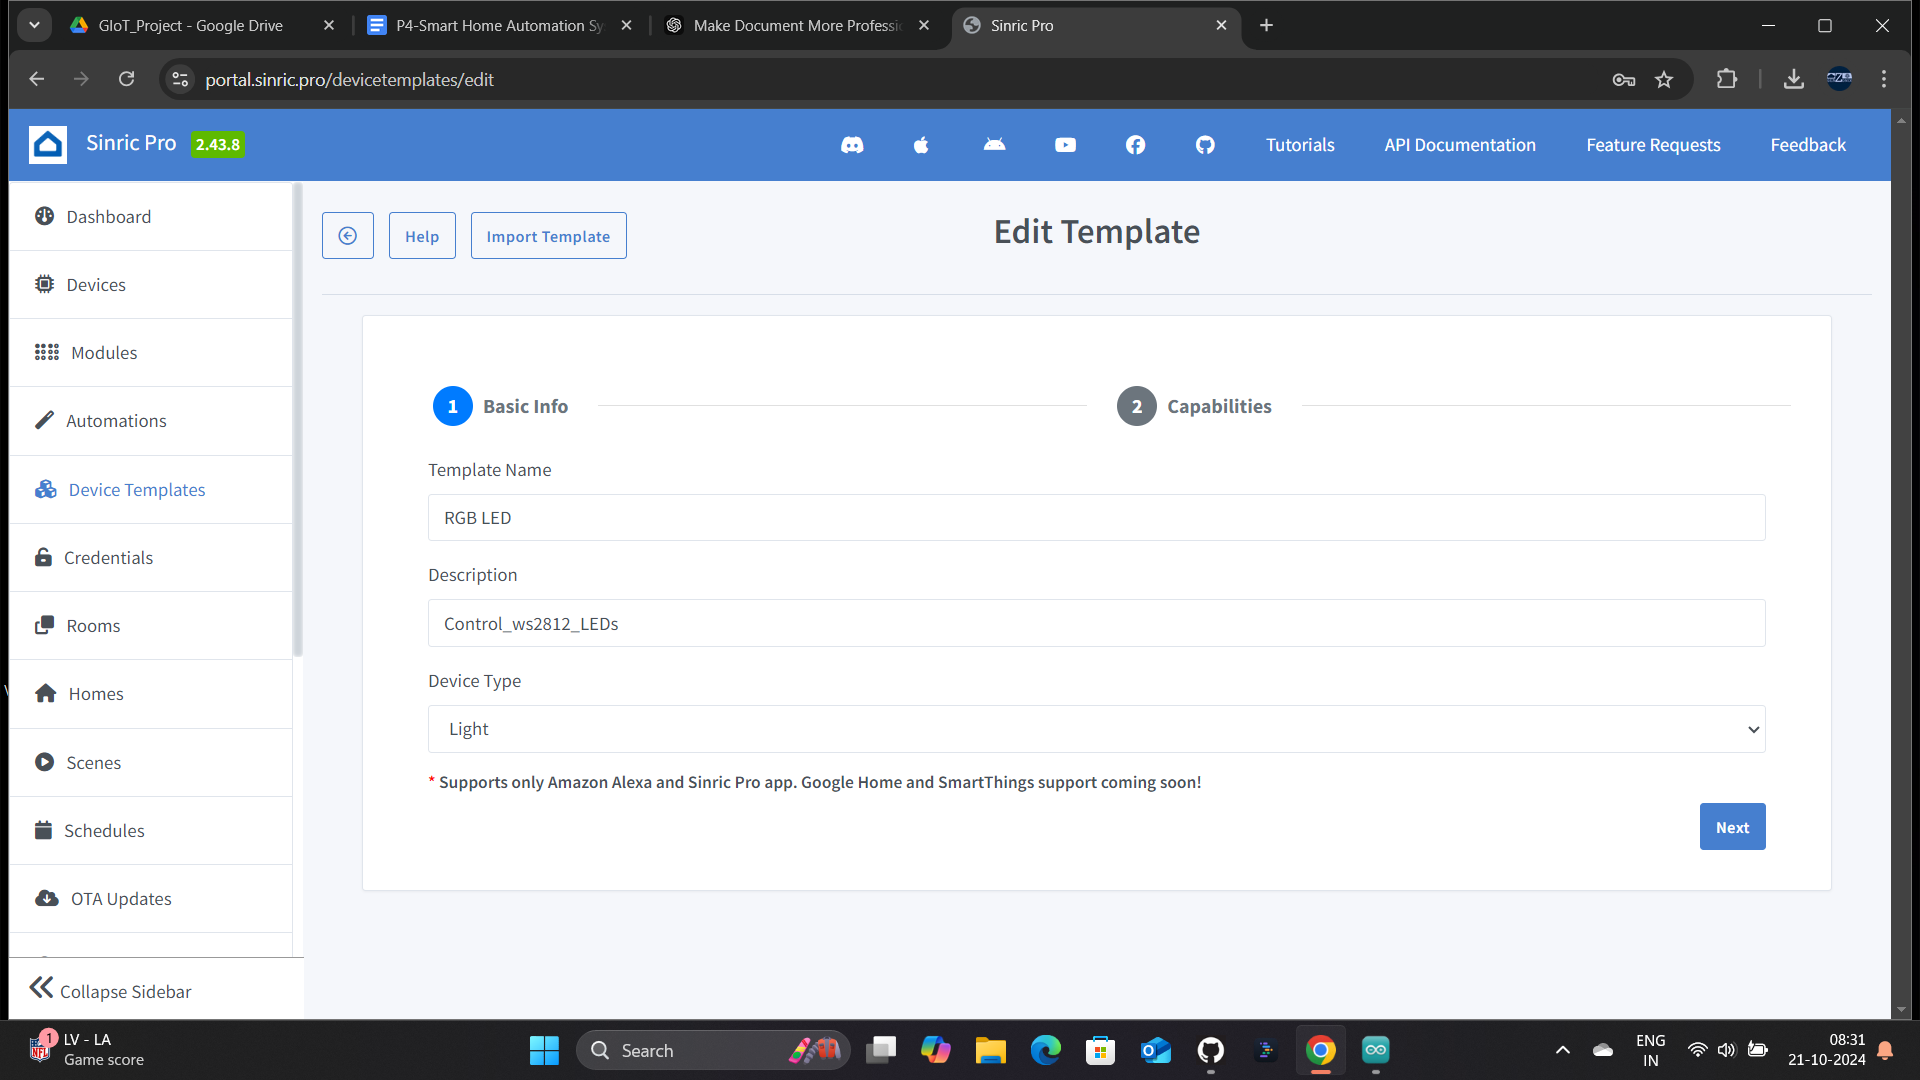 GIoT_Project - Google Drive
P4-Smart Home Automation Sy
Make Document More Professi
Sinric Pro
portal.sinric.pro/devicetemplates/edit
Sinric Pro 2.43.8
Tutorials
API Documentation
Feature Requests
Feedback
Dashboard
Devices
Modules
Automations
Device Templates
Credentials
Rooms
Homes
Scenes
Schedules
OTA Updates
Collapse Sidebar
Help
Import Template
Edit Template
1 Basic Info
2 Capabilities
Template Name
RGB LED
Description
Control_ws2812_LEDs
Device Type
Light
* Supports only Amazon Alexa and Sinric Pro app. Google Home and SmartThings support coming soon!
Next
1
NFL
LV - LA
Game score
Search
ENG
IN
08:31
21-10-2024